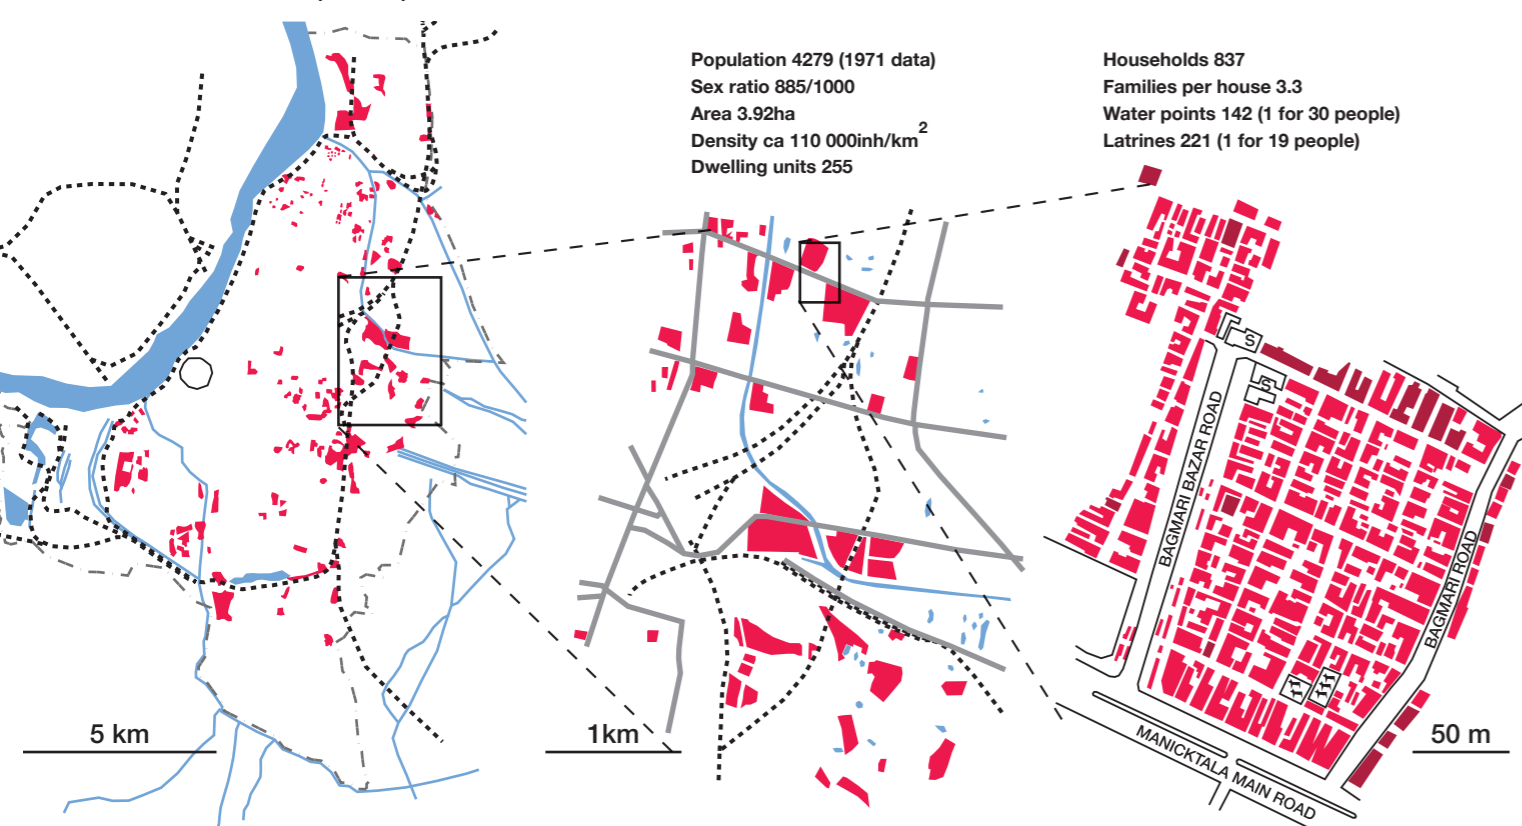 Population 4279 (1971 data)
Sex ratio 885/1000
Area 3.92ha
Density ca 110 000inh/km²
Dwelling units 255
Households 837
Families per house 3.3
Water points 142 (1 for 30 people)
Latrines 221 (1 for 19 people)
S
S
BAGMARI BAZAR ROAD
BAGMARI ROAD
MANICKTALA MAIN ROAD
5 km
1km
50 m